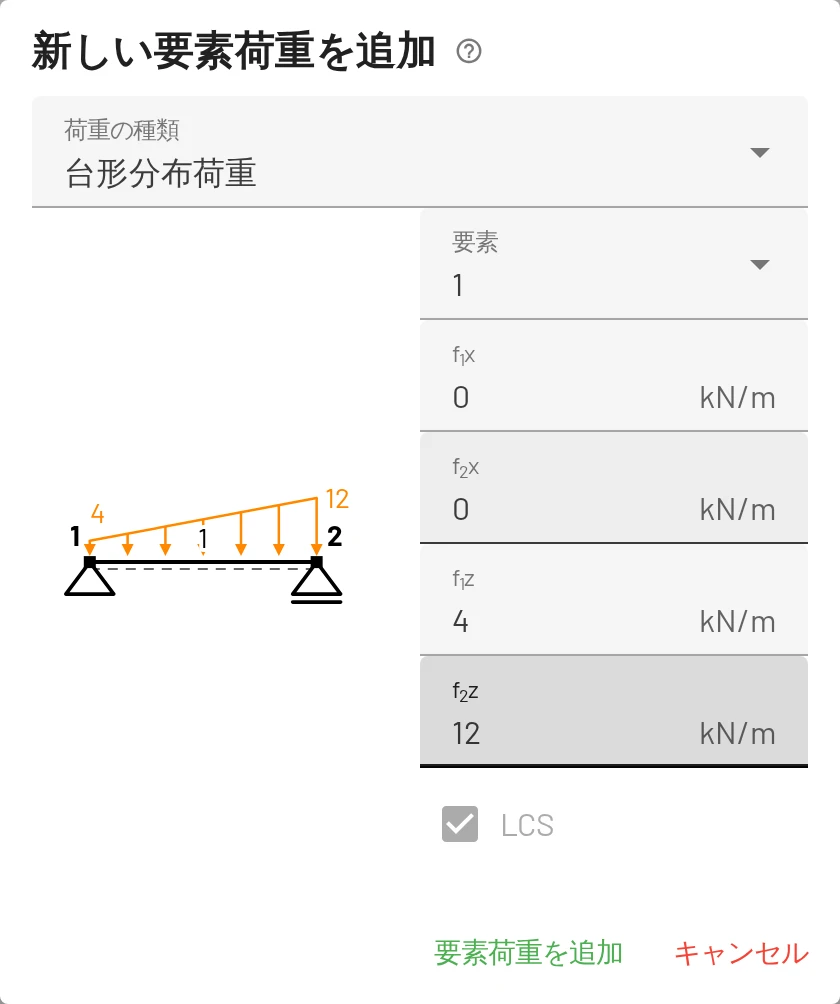 新しい要素荷重を追加
荷重の種類
台形分布荷重
要素
1
f₁x
0 kN/m
f₂x
0 kN/m
4
12
1
1
2
f₁z
4 kN/m
f₂z
12 kN/m
LCS
要素荷重を追加
キャンセル